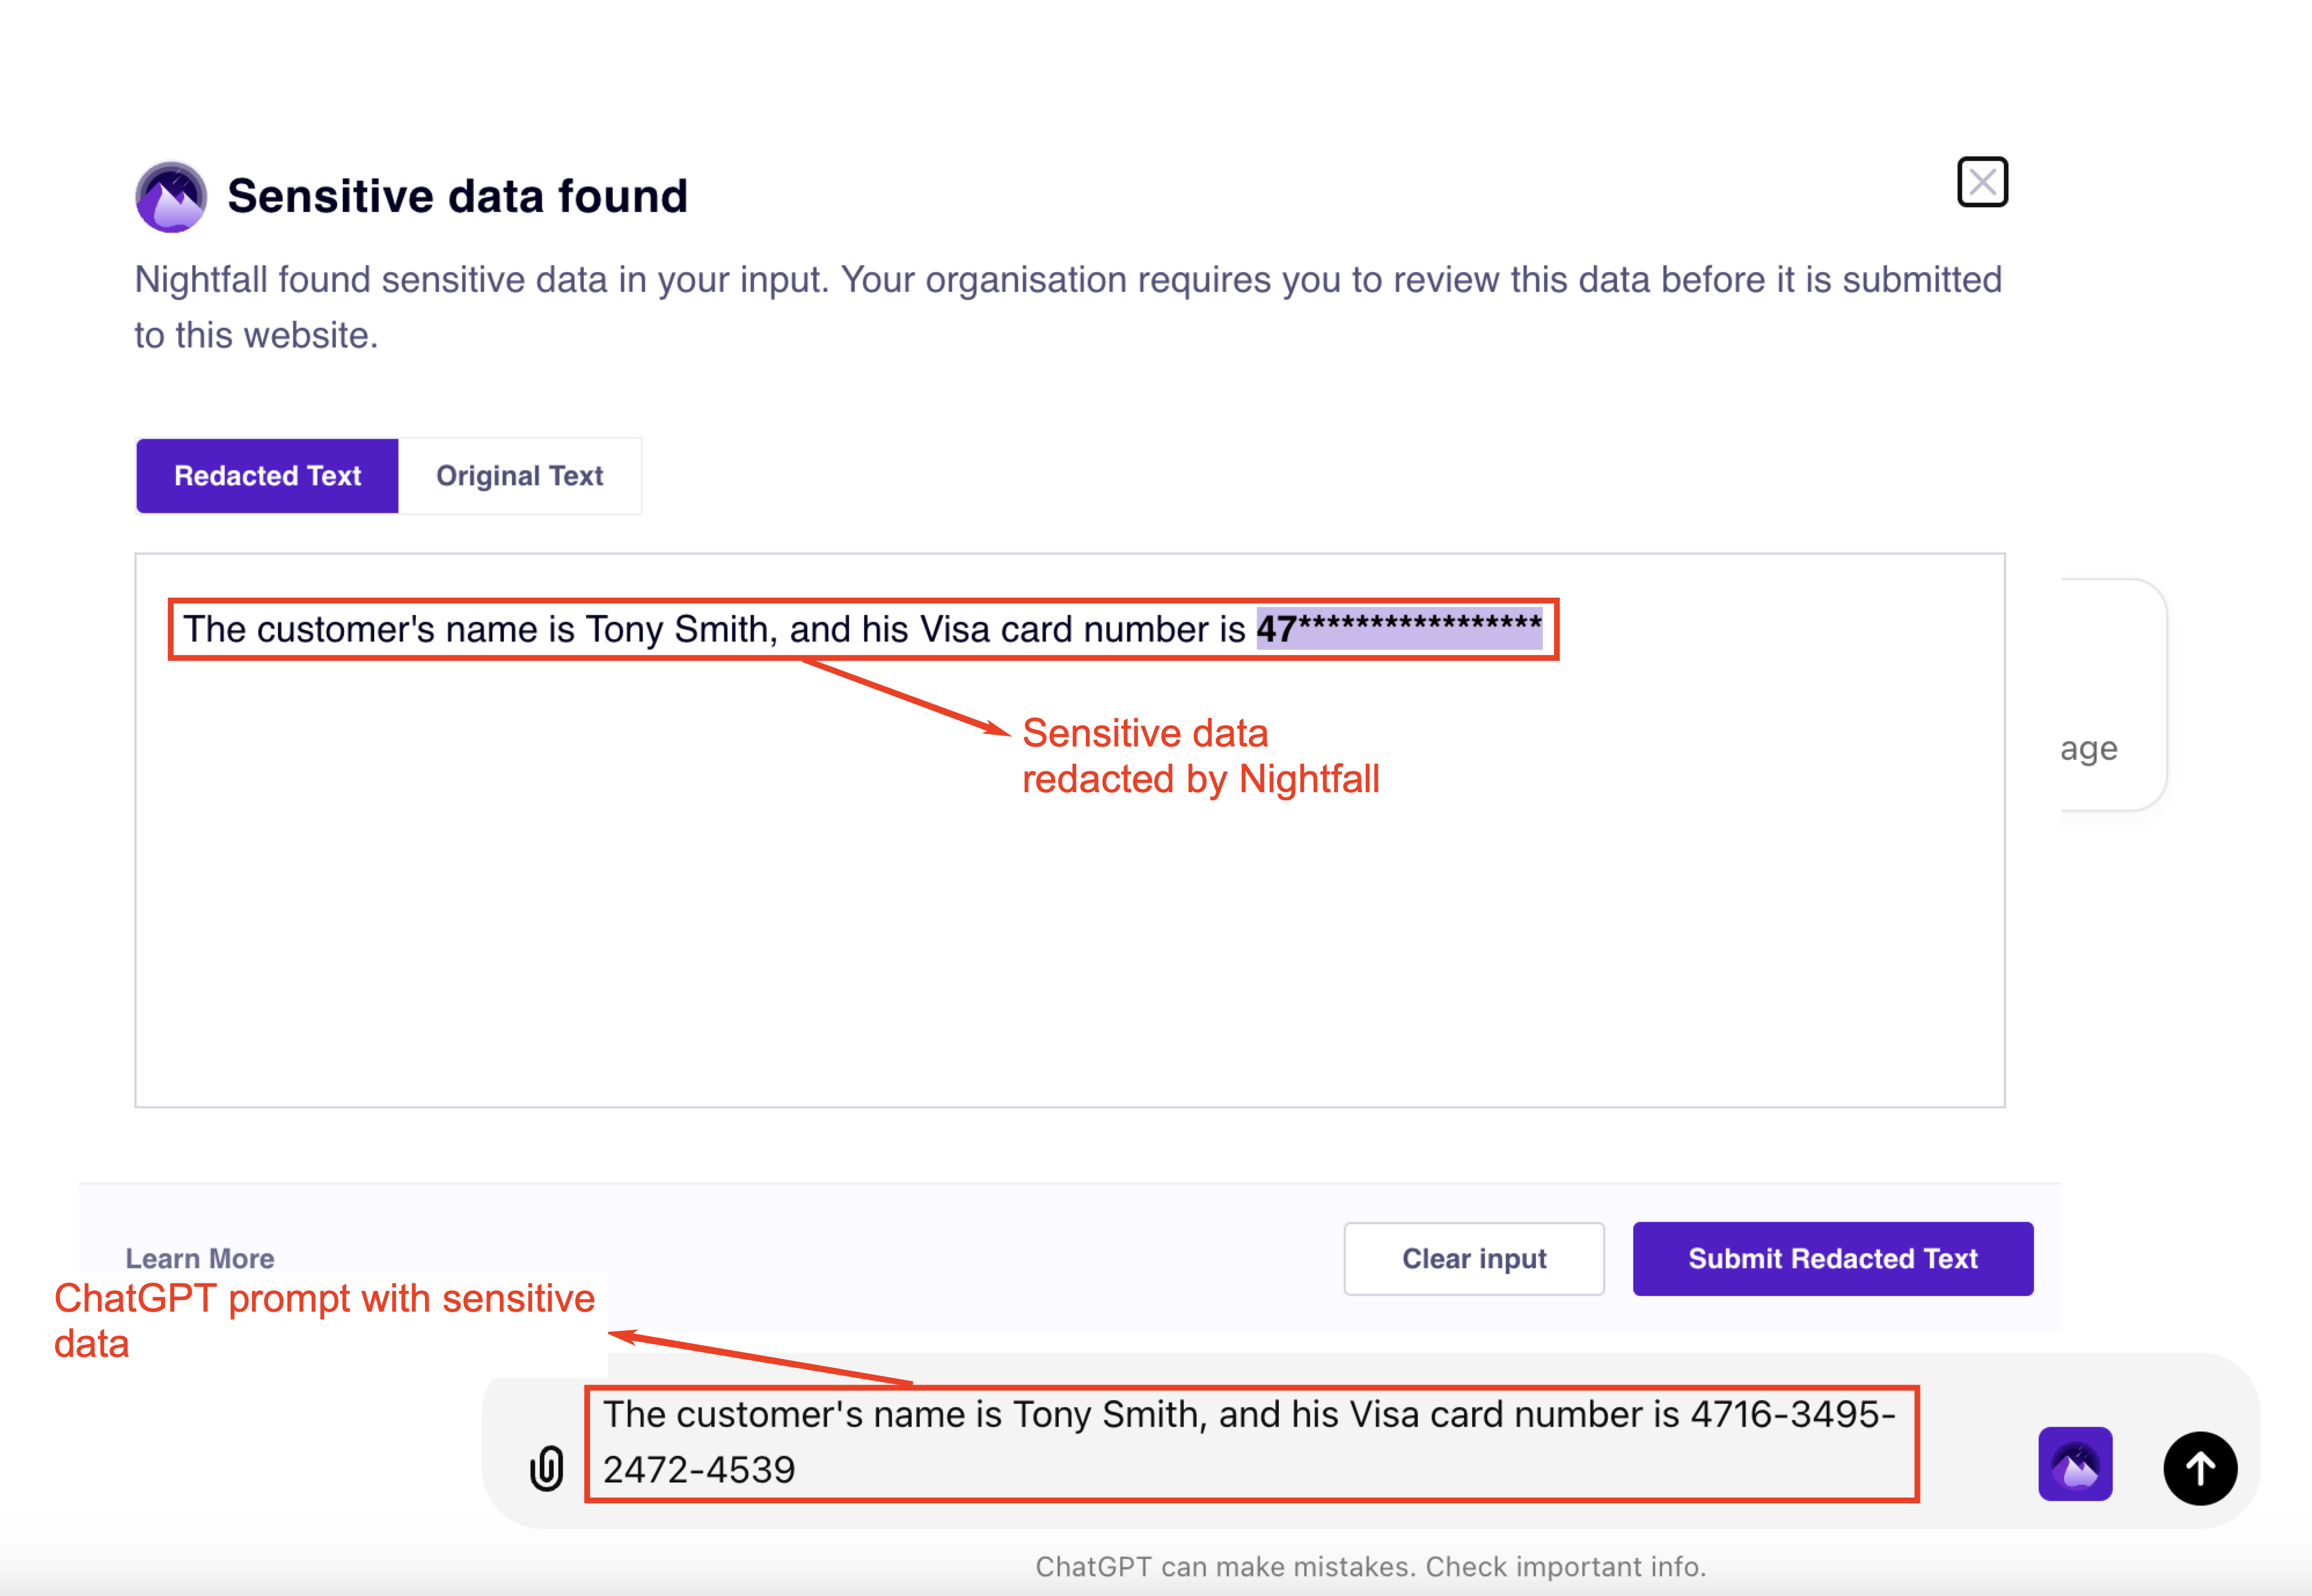 Sensitive data found
Nightfall found sensitive data in your input. Your organisation requires you to review this data before it is submitted
to this website.
Redacted Text
Original Text
The customer's name is Tony Smith, and his Visa card number is 47*****************
Sensitive data
redacted by Nightfall
age
Learn More
Clear input
Submit Redacted Text
ChatGPT prompt with sensitive
data
The customer's name is Tony Smith, and his Visa card number is 4716-3495-
2472-4539
ChatGPT can make mistakes. Check important info.